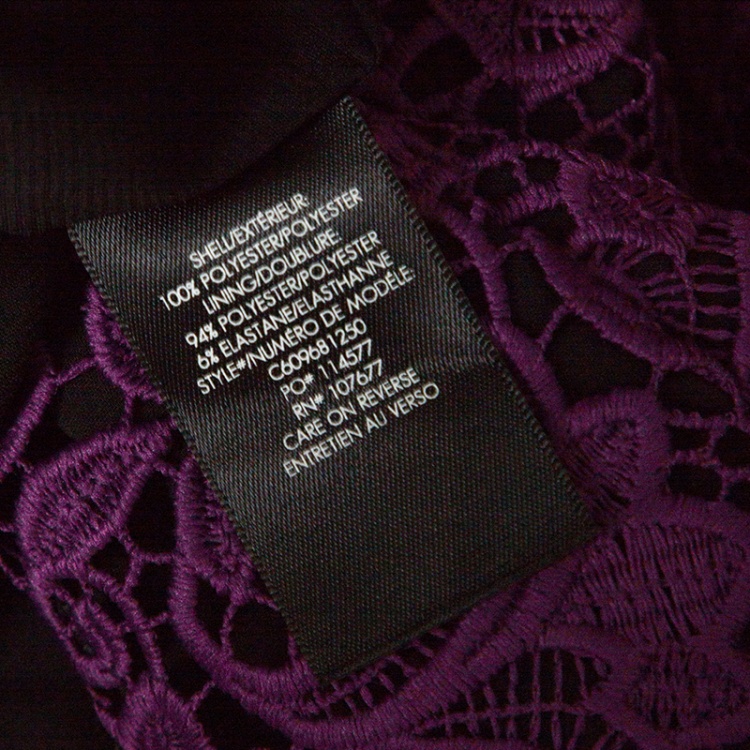 SHELL/EXTÉRIEUR:
100% POLYESTER/POLYESTER
LINING/DOUBLURE:
94% POLYESTER/POLYESTER
6% ELASTANE/ELASTHANNE
STYLE#/NUMÉRO DE MODÈLE:
C609681250
PO# 114577
RN# 107677
CARE ON REVERSE
ENTRETIEN AU VERSO